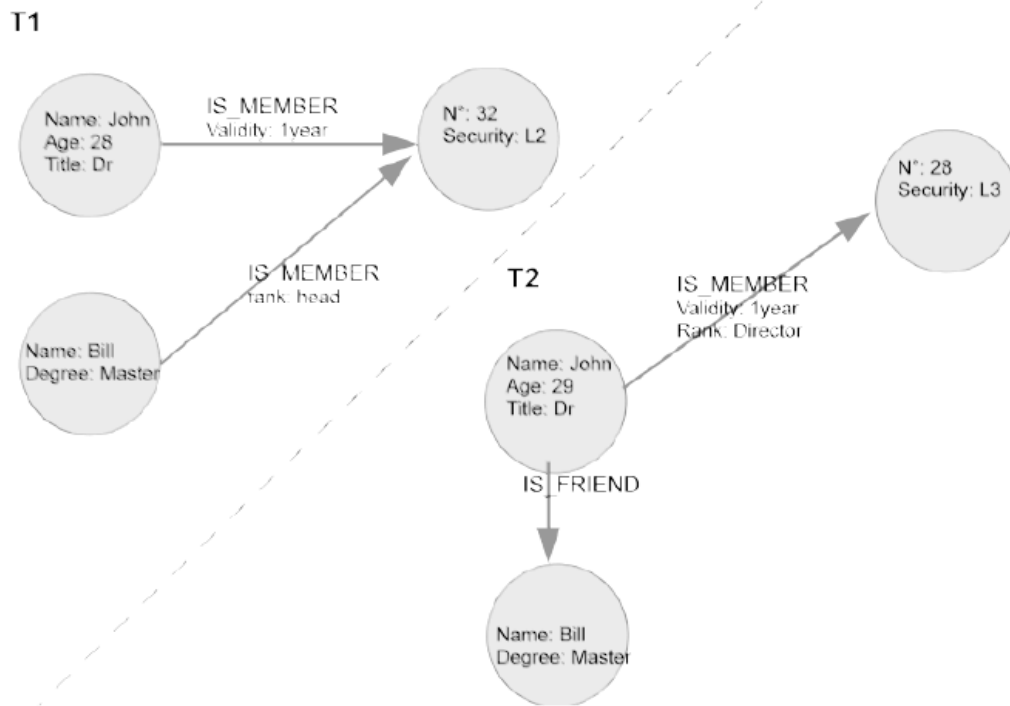 T1
Name: John
Age: 28
Title: Dr
IS_MEMBER
Validity: 1year
N°: 32
Security: L2
IS_MEMBER
rank: head
Name: Bill
Degree: Master
T2
N°: 28
Security: L3
IS_MEMBER
Validity: 1year
Rank: Director
Name: John
Age: 29
Title: Dr
IS_FRIEND
Name: Bill
Degree: Master